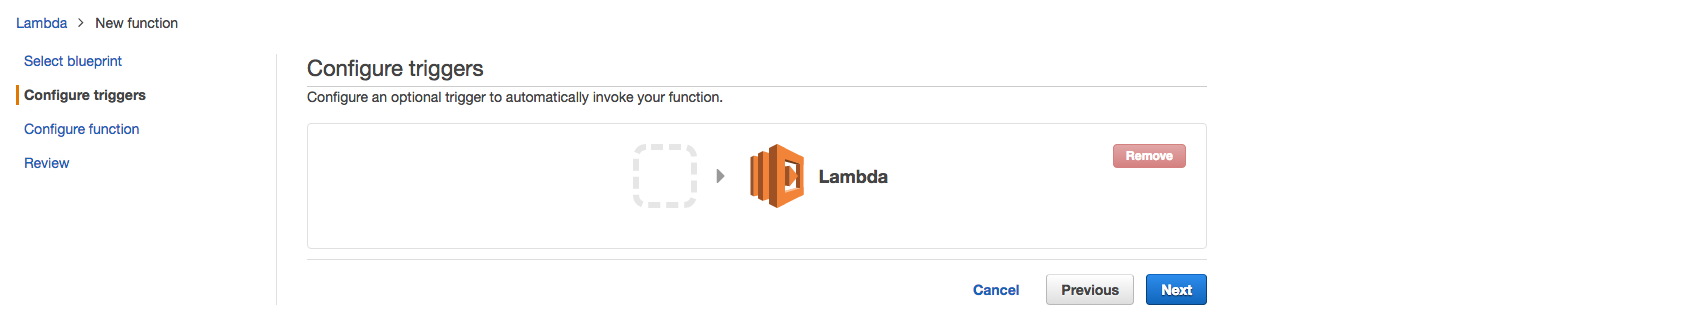 Lambda > New function
Select blueprint
Configure triggers
Configure function
Review
Configure triggers
Configure an optional trigger to automatically invoke your function.
Lambda
Remove
Cancel
Previous
Next